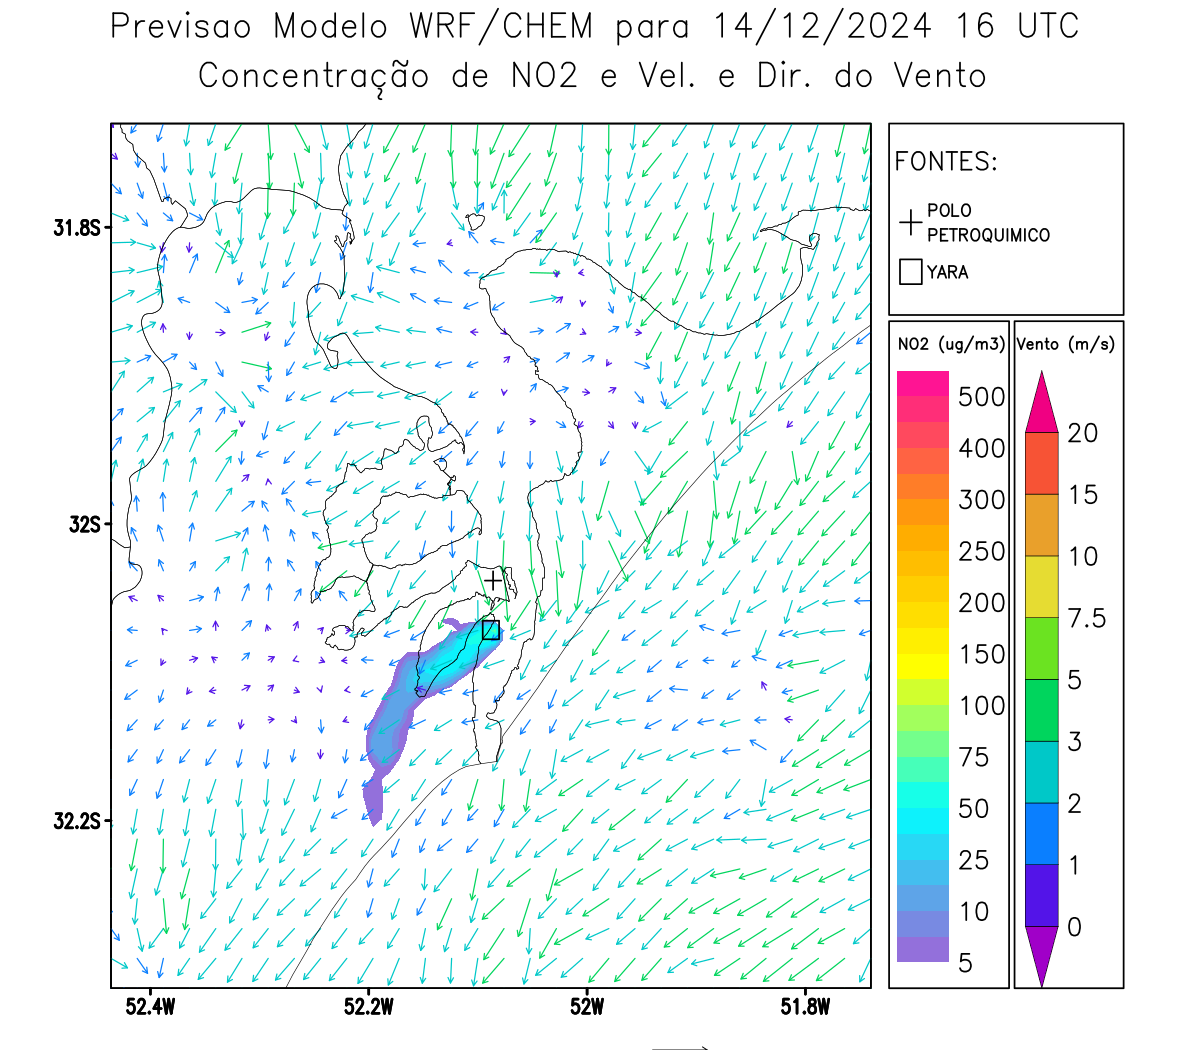 Previsao Modelo WRF/CHEM para 14/12/2024 16 UTC
Concentração de NO2 e Vel. e Dir. do Vento
FONTES:
POLO
PETROQUIMICO
YARA
31.8S
32S
32.2S
52.4W
52.2W
52W
51.8W
NO2 (ug/m3)
500
400
300
250
200
150
100
75
50
25
10
5
Vento (m/s)
20
15
10
7.5
5
3
2
1
0